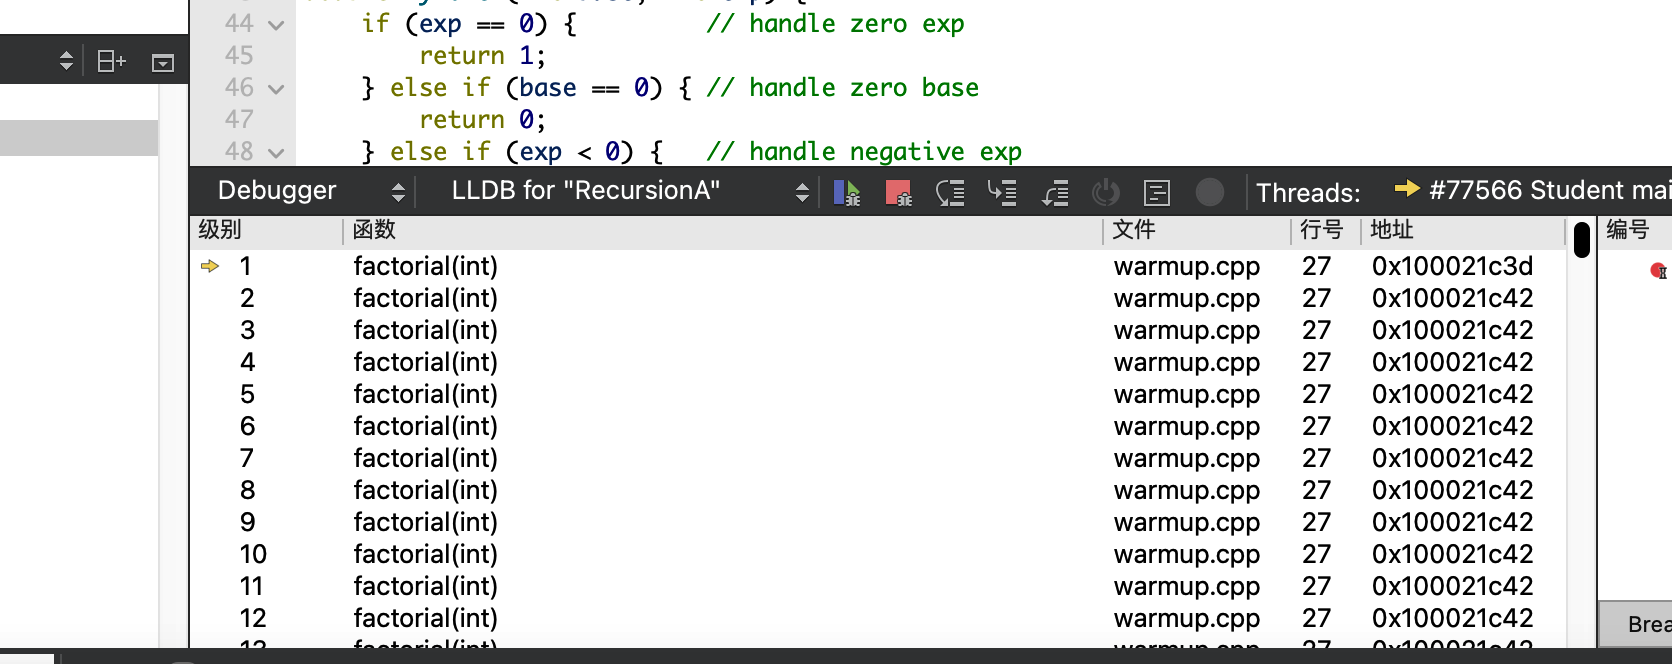 44 if (exp == 0) { // handle zero exp
45 return 1;
46 } else if (base == 0) { // handle zero base
47 return 0;
48 } else if (exp < 0) { // handle negative exp
Debugger LLDB for "RecursionA" Threads: #77566 Student mai
级别 函数 文件 行号 地址 编号
1 factorial(int) warmup.cpp 27 0x100021c3d
2 factorial(int) warmup.cpp 27 0x100021c42
3 factorial(int) warmup.cpp 27 0x100021c42
4 factorial(int) warmup.cpp 27 0x100021c42
5 factorial(int) warmup.cpp 27 0x100021c42
6 factorial(int) warmup.cpp 27 0x100021c42
7 factorial(int) warmup.cpp 27 0x100021c42
8 factorial(int) warmup.cpp 27 0x100021c42
9 factorial(int) warmup.cpp 27 0x100021c42
10 factorial(int) warmup.cpp 27 0x100021c42
11 factorial(int) warmup.cpp 27 0x100021c42
12 factorial(int) warmup.cpp 27 0x100021c42
Brea